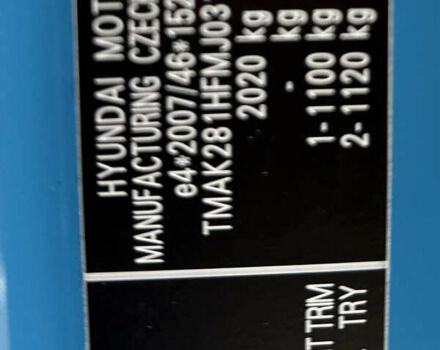 HYUNDAI MOT
MANUFACTURING CZEC
e4*2007/46*152
TMAK281HFMJ03
2020 kg
- kg
1- 1100 kg
2- 1120 kg
T TRIM
TRY